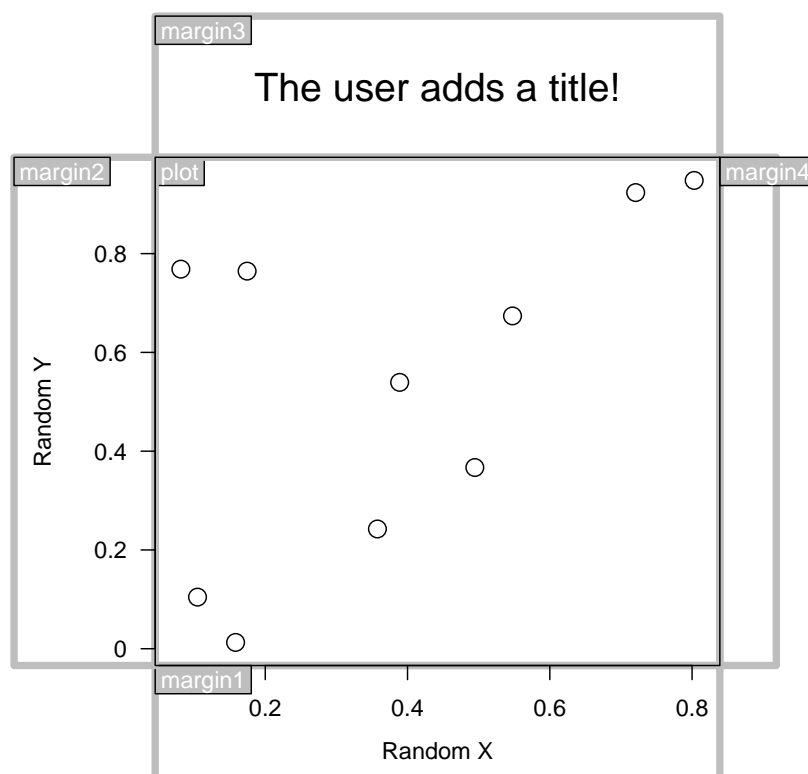 margin3
The user adds a title!
margin2
plot
margin4
0.8
0.6
Random Y
0.4
0.2
0
margin1
0.2
0.4
0.6
0.8
Random X